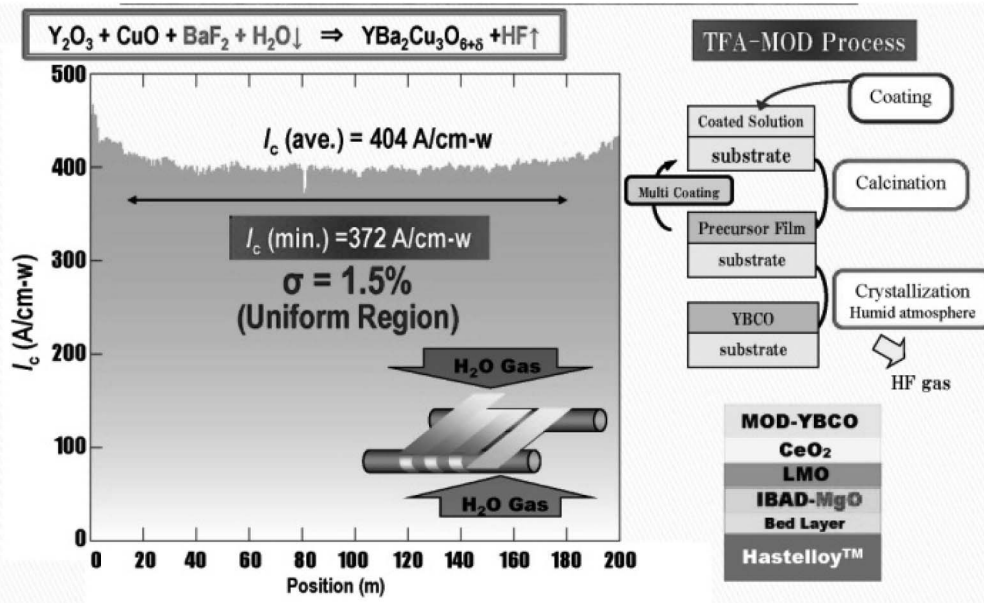 Y₂O₃ + CuO + BaF₂ + H₂O↓ ⇒ YBa₂Cu₃O₆₊δ +HF↑
TFA-MOD Process
500
400
300
200
100
0
I c (A/cm-w)
I c (ave.) = 404 A/cm-w
I c (min.) =372 A/cm-w
σ = 1.5%
(Uniform Region)
H₂O Gas
H₂O Gas
0 20 40 60 80 100 120 140 160 180 200
Position (m)
Coating
Coated Solution
substrate
Multi Coating
Calcination
Precursor Film
substrate
Crystallization
Humid atmosphere
YBCO
substrate
HF gas
MOD-YBCO
CeO₂
LMO
IBAD-MgO
Bed Layer
Hastelloy™